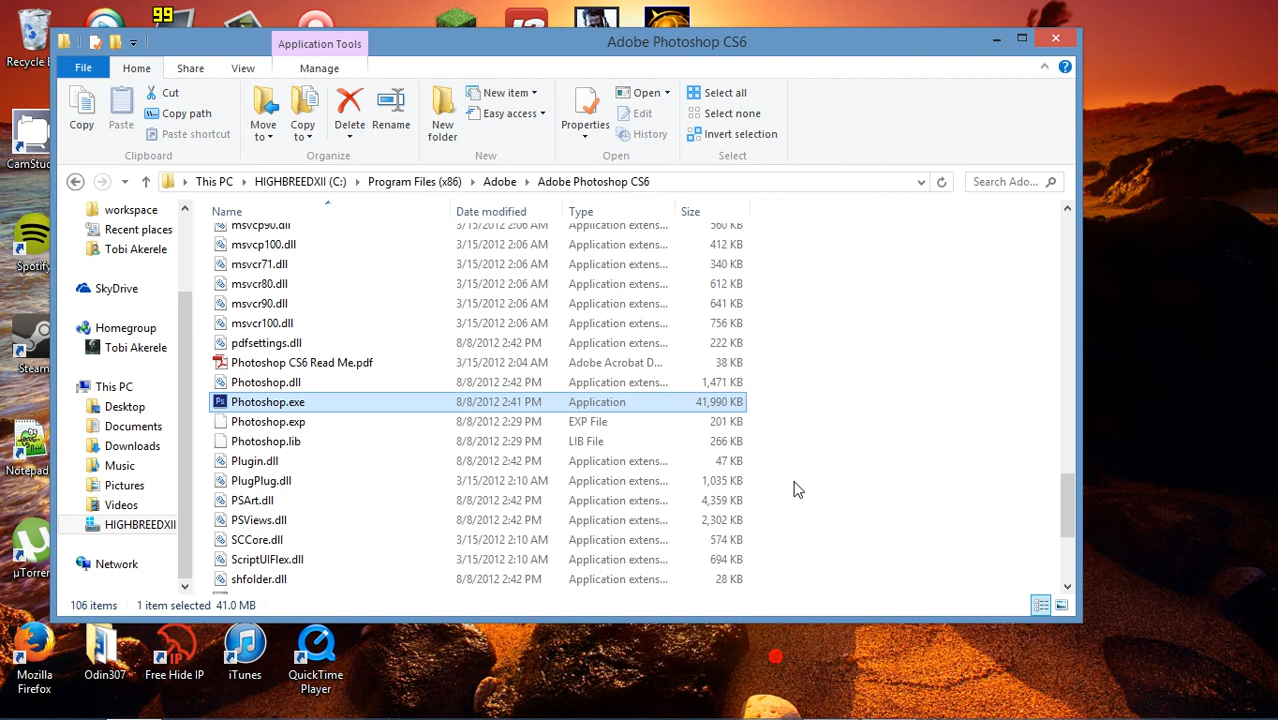 99
Adobe Photoshop CS6
Application Tools
File
Home
Share
View
Manage
Copy
Paste
Cut
Copy path
Paste shortcut
Clipboard
Move to
Copy to
Delete
Rename
Organize
New folder
New item
Easy access
New
Properties
Open
Edit
History
Open
Select all
Select none
Invert selection
Select
This PC
HIGHBREEDXII (C:)
Program Files (x86)
Adobe
Adobe Photoshop CS6
Search Ado...
workspace
Recent places
Tobi Akerele
SkyDrive
Homegroup
Tobi Akerele
This PC
Desktop
Documents
Downloads
Music
Pictures
Videos
HIGHBREEDXII
Network
Name Date modified Type Size
msvcp90.dll 3/15/2012 2:06 AM Application extens... 560 KB
msvcp100.dll 3/15/2012 2:06 AM Application extens... 412 KB
msvcr71.dll 3/15/2012 2:06 AM Application extens... 340 KB
msvcr80.dll 3/15/2012 2:06 AM Application extens... 612 KB
msvcr90.dll 3/15/2012 2:06 AM Application extens... 641 KB
msvcr100.dll 3/15/2012 2:06 AM Application extens... 756 KB
pdfsettings.dll 8/8/2012 2:42 PM Application extens... 222 KB
Photoshop CS6 Read Me.pdf 3/15/2012 2:04 AM Adobe Acrobat D... 38 KB
Photoshop.dll 8/8/2012 2:42 PM Application extens... 1,471 KB
Ps Photoshop.exe 8/8/2012 2:41 PM Application 41,990 KB
Photoshop.exp 8/8/2012 2:29 PM EXP File 201 KB
Photoshop.lib 8/8/2012 2:29 PM LIB File 266 KB
Plugin.dll 8/8/2012 2:42 PM Application extens... 47 KB
PlugPlug.dll 3/15/2012 2:10 AM Application extens... 1,035 KB
PSArt.dll 8/8/2012 2:42 PM Application extens... 4,359 KB
PSViews.dll 8/8/2012 2:42 PM Application extens... 2,302 KB
SCCore.dll 3/15/2012 2:10 AM Application extens... 574 KB
ScriptUIFlex.dll 3/15/2012 2:10 AM Application extens... 694 KB
shfolder.dll 8/8/2012 2:42 PM Application extens... 28 KB
106 items 1 item selected 41.0 MB
Recycle
CamStu
Spotify
Steam
Notepad
µTorre
Mozilla
Firefox
Odin307
IP
Free Hide IP
iTunes
QuickTime
Player